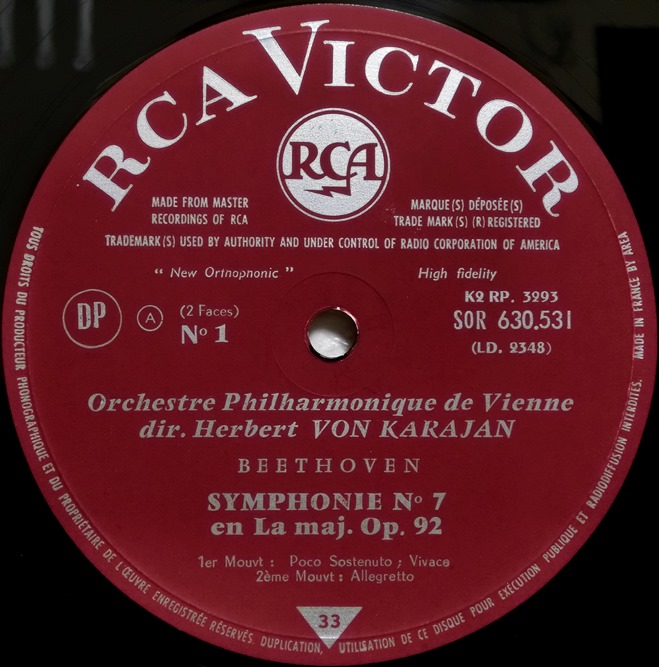 RCA VICTOR
RCA
MADE FROM MASTER
RECORDINGS OF RCA
MARQUE(S) DÉPOSÉE(S)
TRADE MARK(S) (R) REGISTERED
TRADEMARK(S) USED BY AUTHORITY AND UNDER CONTROL OF RADIO CORPORATION OF AMERICA
“ New Orthophonic ”
High fidelity
DP
A
(2 Faces)
Nº 1
K2 RP. 3293
SOR 630.531
(LD. 2348)
Orchestre Philharmonique de Vienne
dir. Herbert VON KARAJAN
BEETHOVEN
SYMPHONIE Nº 7
en La maj. Op. 92
1er Mouvt : Poco Sostenuto ; Vivace
2ème Mouvt : Allegretto
33
TOUS DROITS DU PRODUCTEUR PHONOGRAPHIQUE ET DU PROPRIÉTAIRE DE L'ŒUVRE ENREGISTRÉE RÉSERVÉS. DUPLICATION, UTILISATION DE CE DISQUE POUR EXÉCUTION PUBLIQUE ET RADIODIFFUSION INTERDITES. MADE IN FRANCE BY AREA